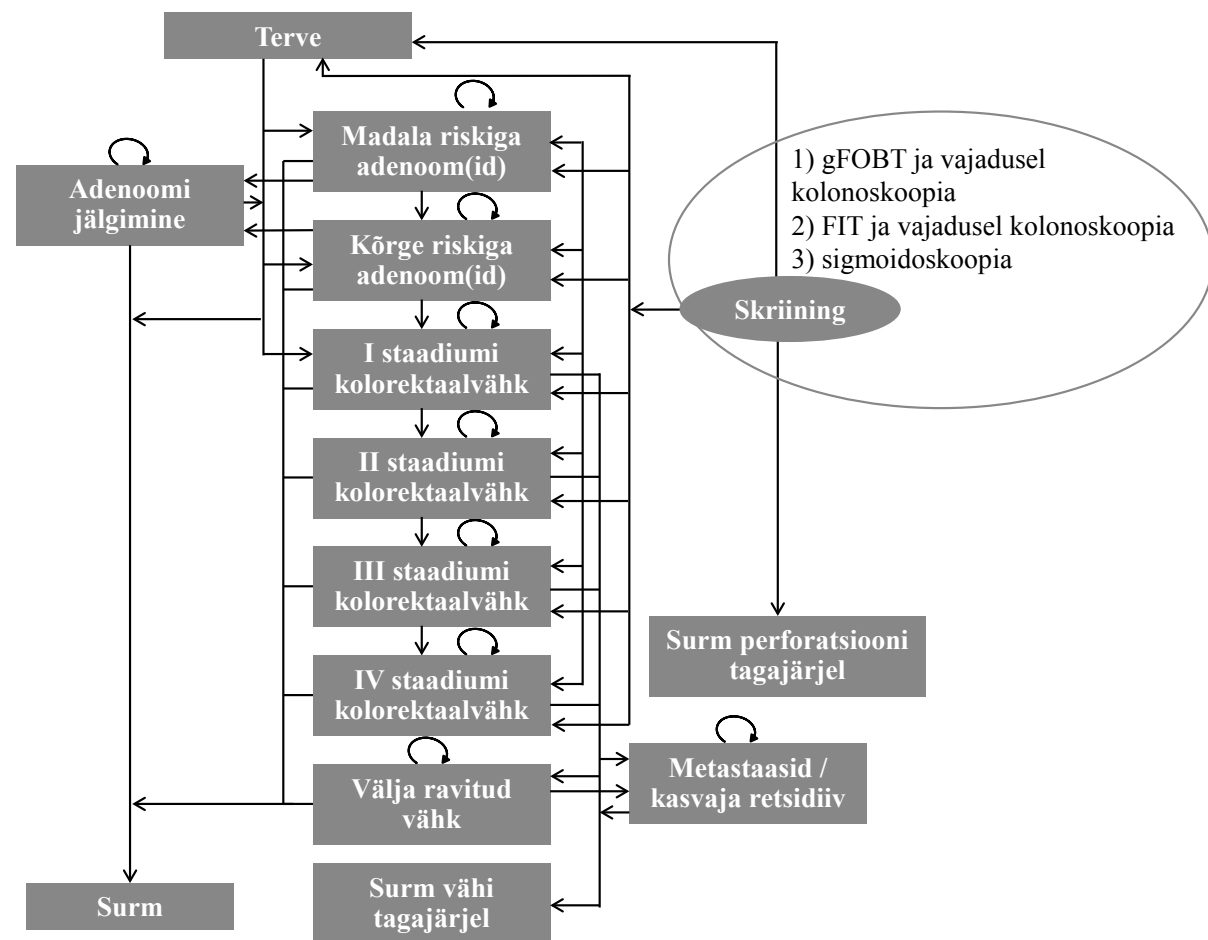 Terve
Madala riskiga
adenoom(id)
Adenoomi
jälgimine
Kõrge riskiga
adenoom(id)
1) gFOBT ja vajadusel
kolonoskoopia
2) FIT ja vajadusel kolonoskoopia
3) sigmoidoskoopia
Skriining
I staadiumi
kolorektaalvähk
II staadiumi
kolorektaalvähk
III staadiumi
kolorektaalvähk
Surm perforatsiooni
tagajärjel
IV staadiumi
kolorektaalvähk
Metastaasid /
kasvaja retsidiiv
Välja ravitud
vähk
Surm vähi
tagajärjel
Surm